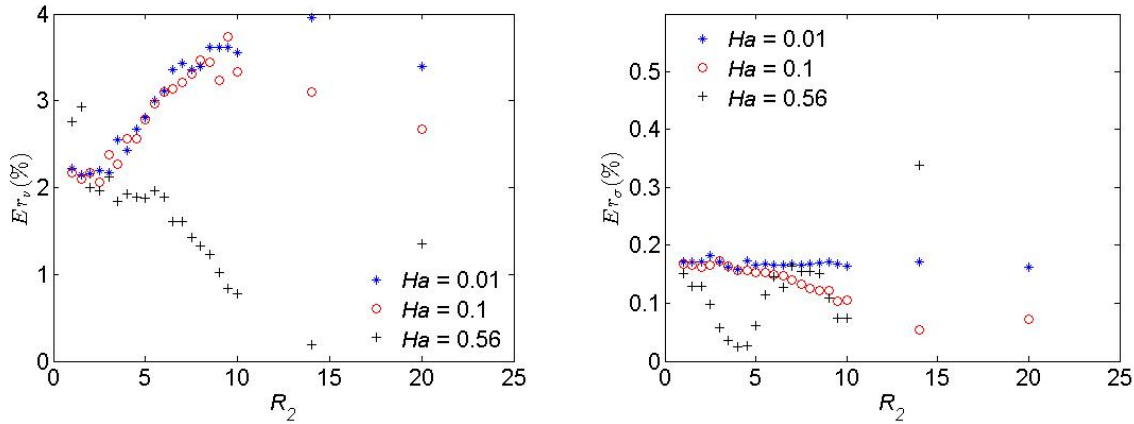 4
3
2
1
0
Er_v(%)
Ha = 0.01
Ha = 0.1
Ha = 0.56
0 5 10 15 20 25
R_2
0.5
0.4
0.3
0.2
0.1
0
Er_σ(%)
Ha = 0.01
Ha = 0.1
Ha = 0.56
0 5 10 15 20 25
R_2